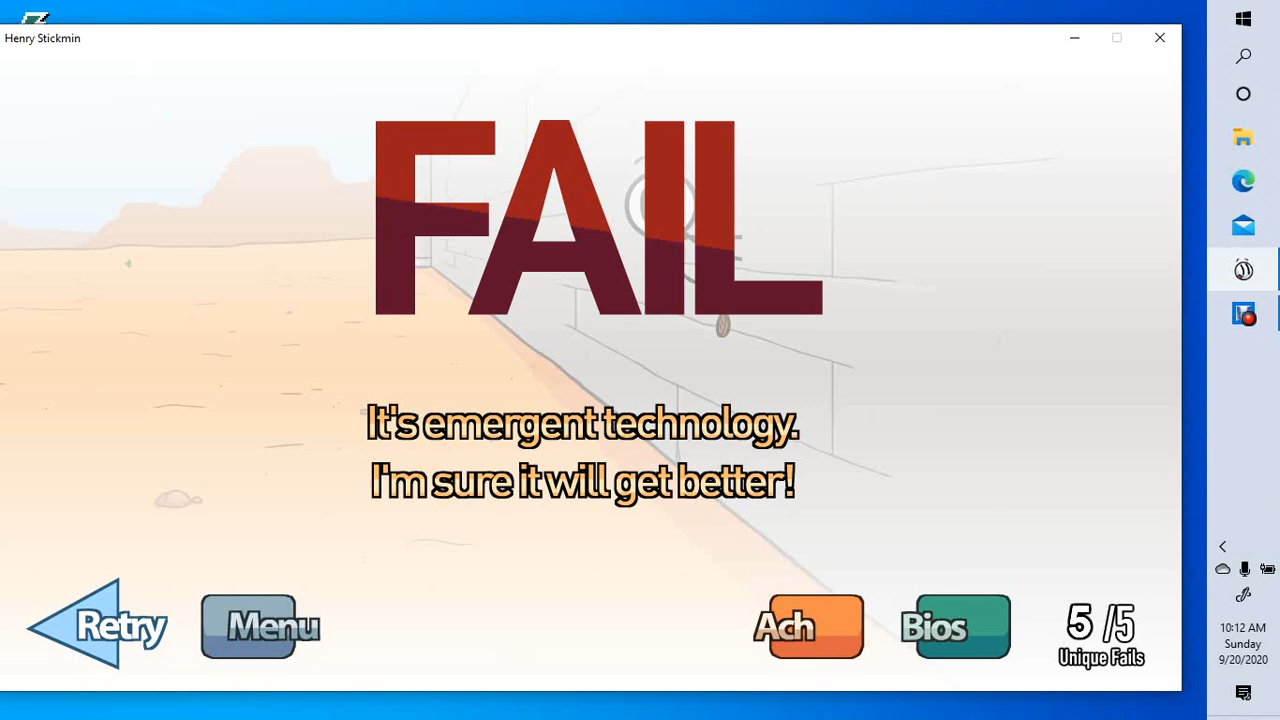 Henry Stickmin
FAIL
It's emergent technology.
I'm sure it will get better!
Retry
Menu
Ach
Bios
5/5
Unique Fails
10:12 AM
Sunday
9/20/2020